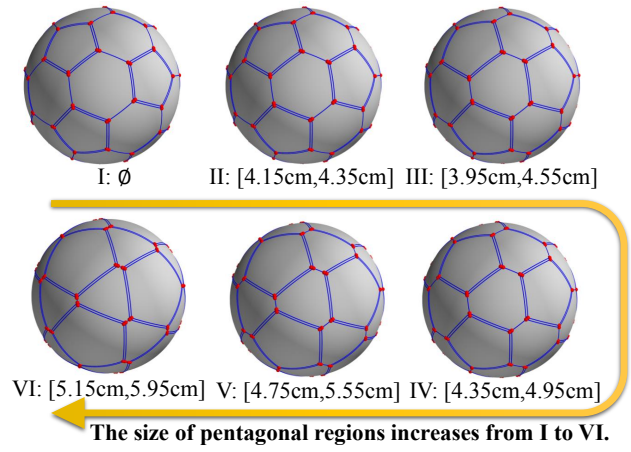 I: ∅
II: [4.15cm,4.35cm]
III: [3.95cm,4.55cm]
VI: [5.15cm,5.95cm]
V: [4.75cm,5.55cm]
IV: [4.35cm,4.95cm]
The size of pentagonal regions increases from I to VI.